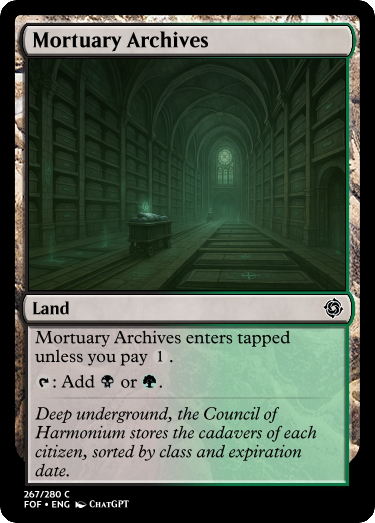 Mortuary Archives
Land
Mortuary Archives enters tapped
unless you pay 1 .
: Add or .
Deep underground, the Council of
Harmonium stores the cadavers of each
citizen, sorted by class and expiration
date.
267/280 C
FOF • ENG ChatGPT